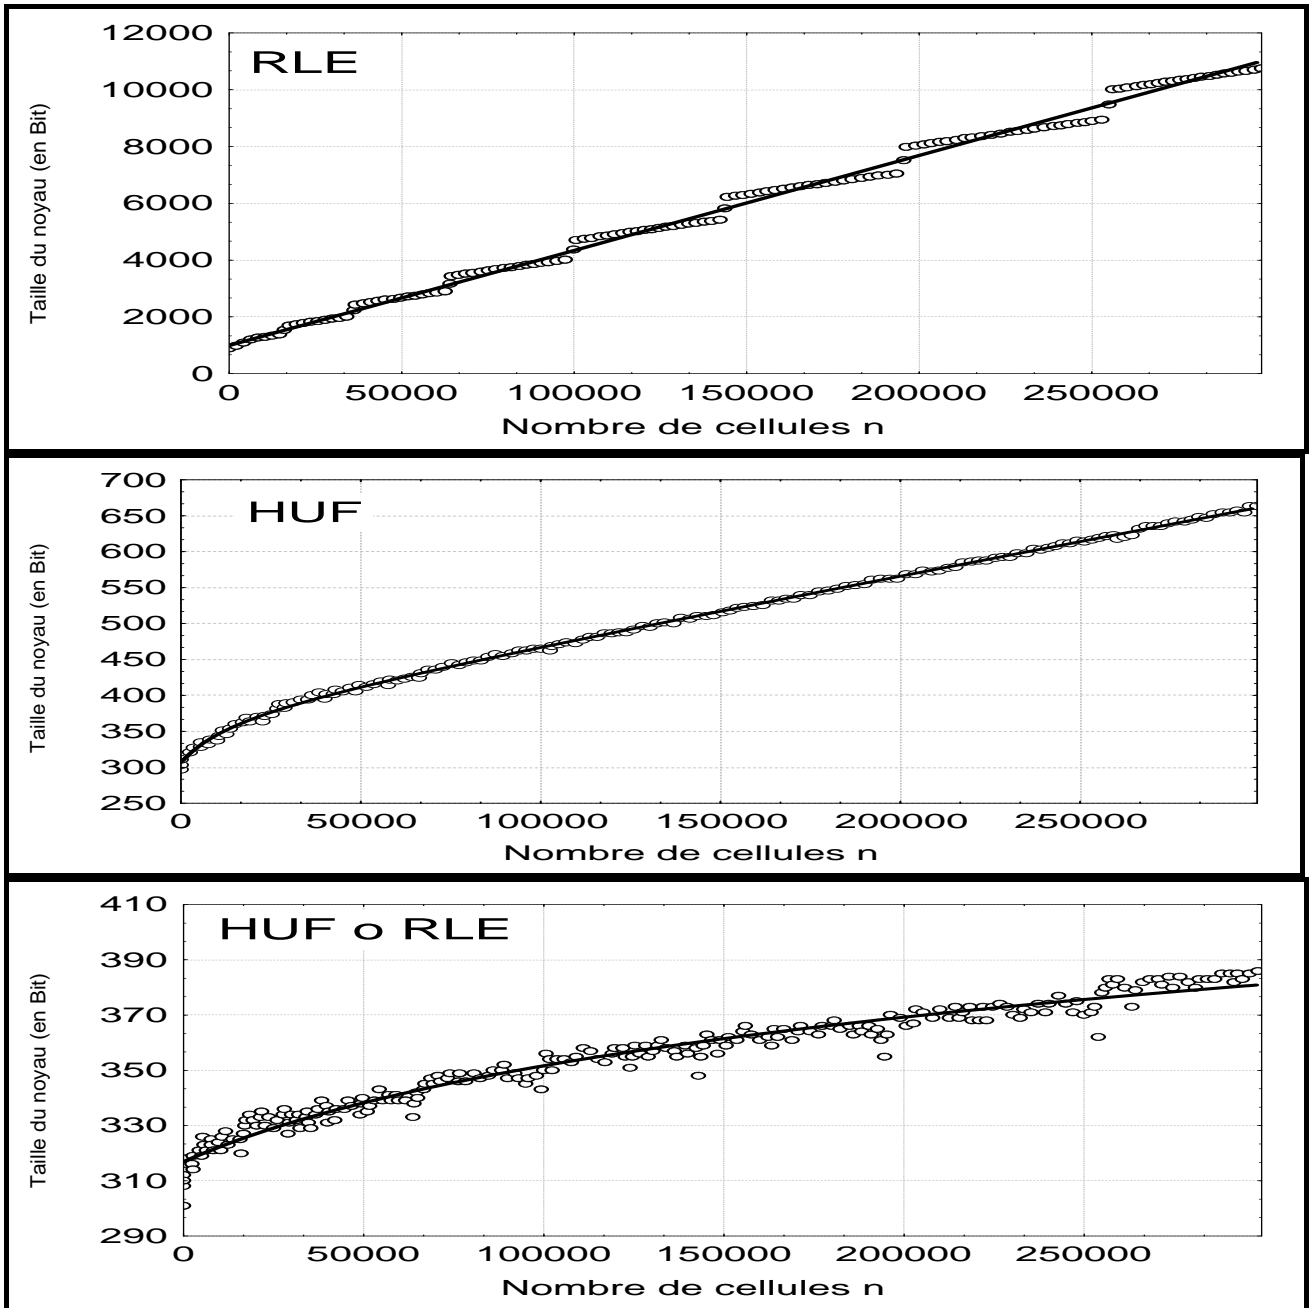 RLE
Taille du noyau (en Bit)
12000
10000
8000
6000
4000
2000
0
0 50000 100000 150000 200000 250000
Nombre de cellules n
HUF
Taille du noyau (en Bit)
700
650
600
550
500
450
400
350
300
250
0 50000 100000 150000 200000 250000
Nombre de cellules n
HUF o RLE
Taille du noyau (en Bit)
410
390
370
350
330
310
290
0 50000 100000 150000 200000 250000
Nombre de cellules n